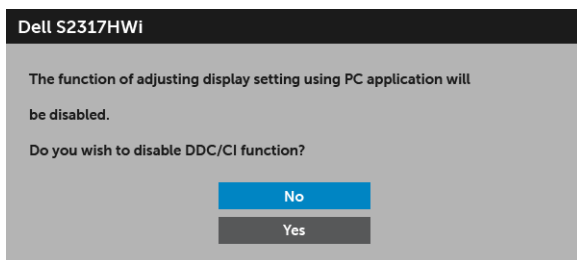 Dell S2317HWi
The function of adjusting display setting using PC application will
be disabled.
Do you wish to disable DDC/CI function?
No
Yes